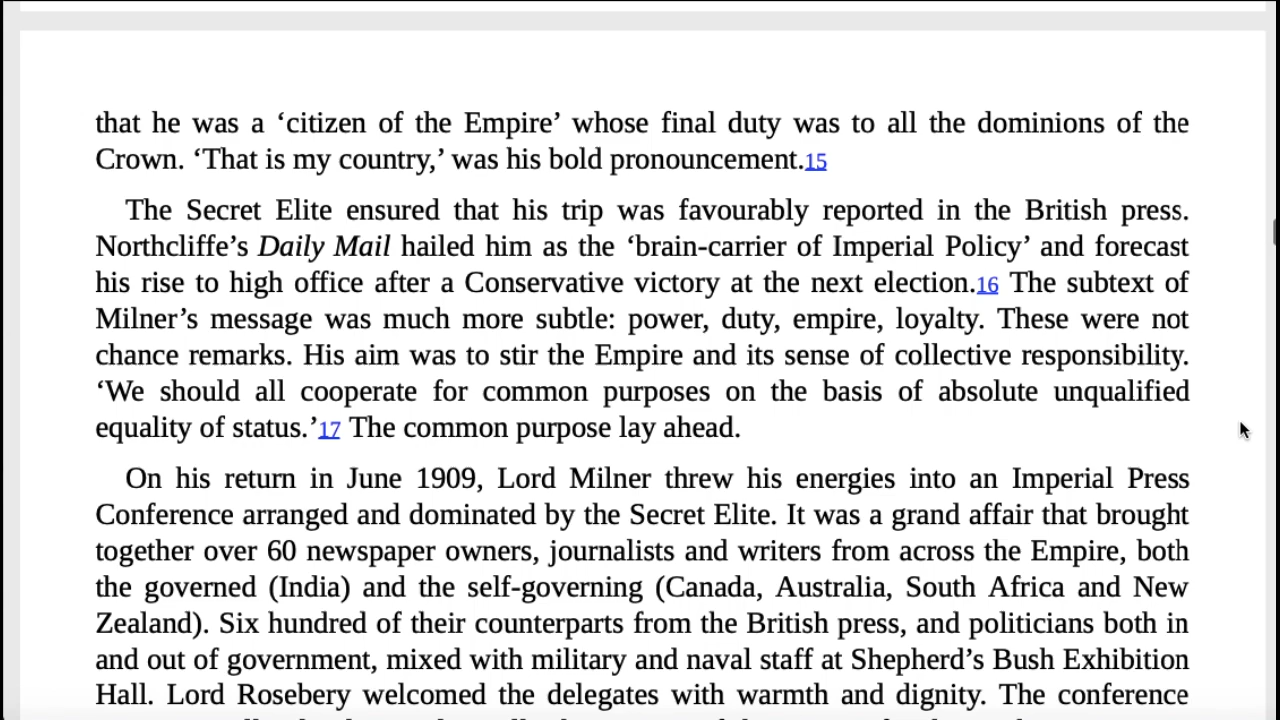 that he was a ‘citizen of the Empire’ whose final duty was to all the dominions of the
Crown. ‘That is my country,’ was his bold pronouncement.15
The Secret Elite ensured that his trip was favourably reported in the British press.
Northcliffe’s Daily Mail hailed him as the ‘brain-carrier of Imperial Policy’ and forecast
his rise to high office after a Conservative victory at the next election.16 The subtext of
Milner’s message was much more subtle: power, duty, empire, loyalty. These were not
chance remarks. His aim was to stir the Empire and its sense of collective responsibility.
‘We should all cooperate for common purposes on the basis of absolute unqualified
equality of status.’17 The common purpose lay ahead.
On his return in June 1909, Lord Milner threw his energies into an Imperial Press
Conference arranged and dominated by the Secret Elite. It was a grand affair that brought
together over 60 newspaper owners, journalists and writers from across the Empire, both
the governed (India) and the self-governing (Canada, Australia, South Africa and New
Zealand). Six hundred of their counterparts from the British press, and politicians both in
and out of government, mixed with military and naval staff at Shepherd’s Bush Exhibition
Hall. Lord Rosebery welcomed the delegates with warmth and dignity. The conference